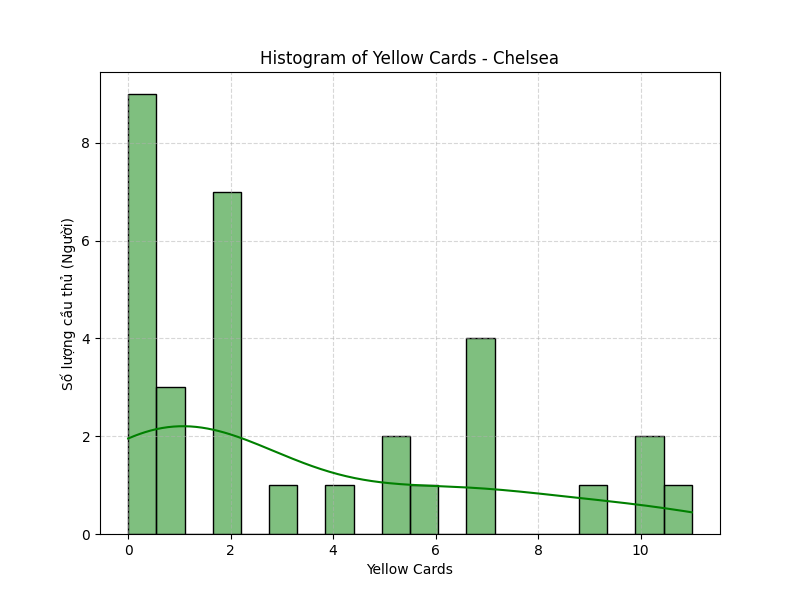 Histogram of Yellow Cards - Chelsea
Số lượng cầu thủ (Người)
8
6
4
2
0
0 2 4 6 8 10
Yellow Cards